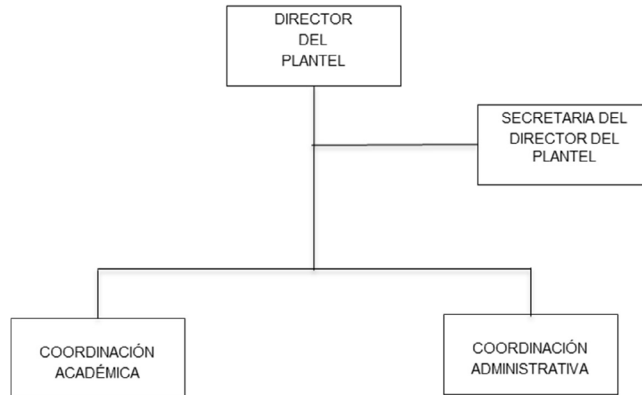 DIRECTOR
DEL
PLANTEL
SECRETARIA DEL
DIRECTOR DEL
PLANTEL
COORDINACIÓN
ACADÉMICA
COORDINACIÓN
ADMINISTRATIVA